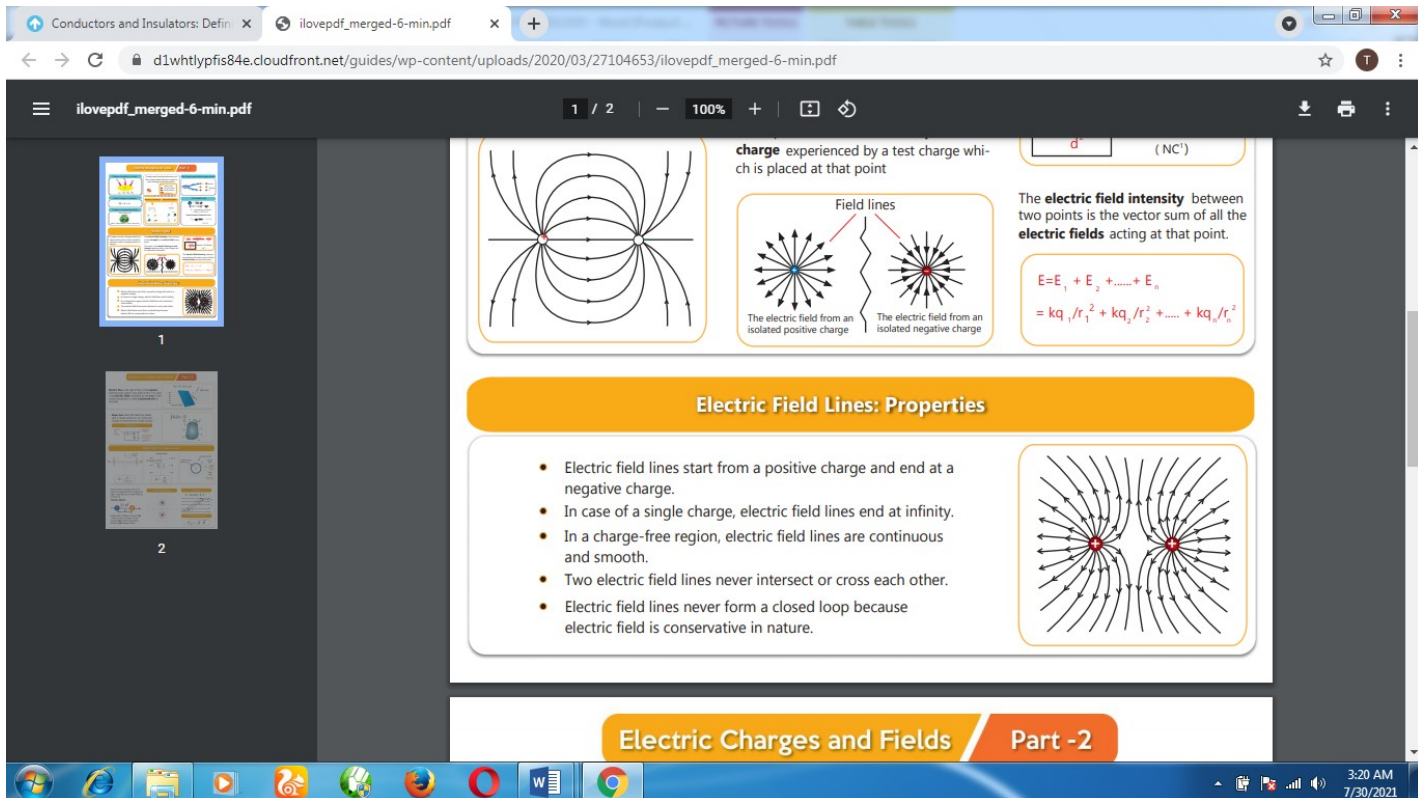 Conductors and Insulators: Defin
ilovepdf_merged-6-min.pdf
d1whtlypfis84e.cloudfront.net/guides/wp-content/uploads/2020/03/27104653/ilovepdf_merged-6-min.pdf
T
ilovepdf_merged-6-min.pdf
1 / 2
100%
1
2
charge experienced by a test charge whi-
ch is placed at that point
Field lines
The electric field from an
isolated positive charge
The electric field from an
isolated negative charge
(NC¹)
The electric field intensity between
two points is the vector sum of all the
electric fields acting at that point.
E=E₁ + E₂ +......+ Eₙ
= kq₁/r₁² + kq₂/r₂² +..... + kqₙ/rₙ²
Electric Field Lines: Properties
• Electric field lines start from a positive charge and end at a
negative charge.
• In case of a single charge, electric field lines end at infinity.
• In a charge-free region, electric field lines are continuous
and smooth.
• Two electric field lines never intersect or cross each other.
• Electric field lines never form a closed loop because
electric field is conservative in nature.
Electric Charges and Fields
Part -2
3:20 AM
7/30/2021